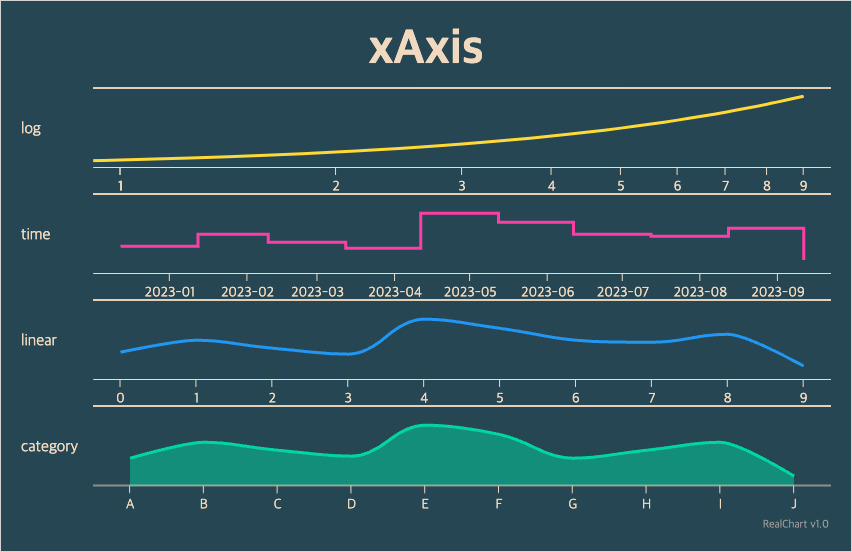 xAxis
log
1 2 3 4 5 6 7 8 9
time
2023-01 2023-02 2023-03 2023-04 2023-05 2023-06 2023-07 2023-08 2023-09
linear
0 1 2 3 4 5 6 7 8 9
category
A B C D E F G H I J
RealChart v1.0